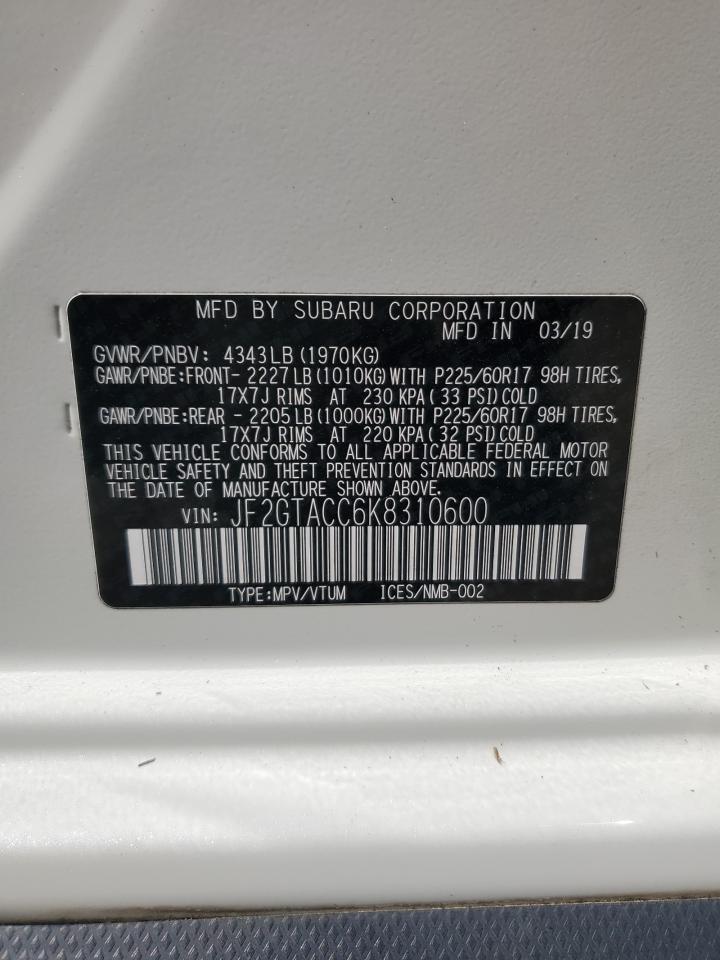 MFD BY SUBARU CORPORATION
MFD IN 03/19
GVWR/PNBV: 4343LB (1970KG)
GAWR/PNBE:FRONT- 2227LB (1010KG) WITH P225/60R17 98H TIRES,
17X7J RIMS AT 230 KPA ( 33 PSI) COLD
GAWR/PNBE:REAR - 2205LB (1000KG) WITH P225/60R17 98H TIRES,
17X7J RIMS AT 220 KPA ( 32 PSI) COLD
THIS VEHICLE CONFORMS TO ALL APPLICABLE FEDERAL MOTOR
VEHICLE SAFETY AND THEFT PREVENTION STANDARDS IN EFFECT ON
THE DATE OF MANUFACTURE SHOWN ABOVE.
VIN: JF2GTACC6K8310600
TYPE:MPV/VTUM ICES/NMB-002